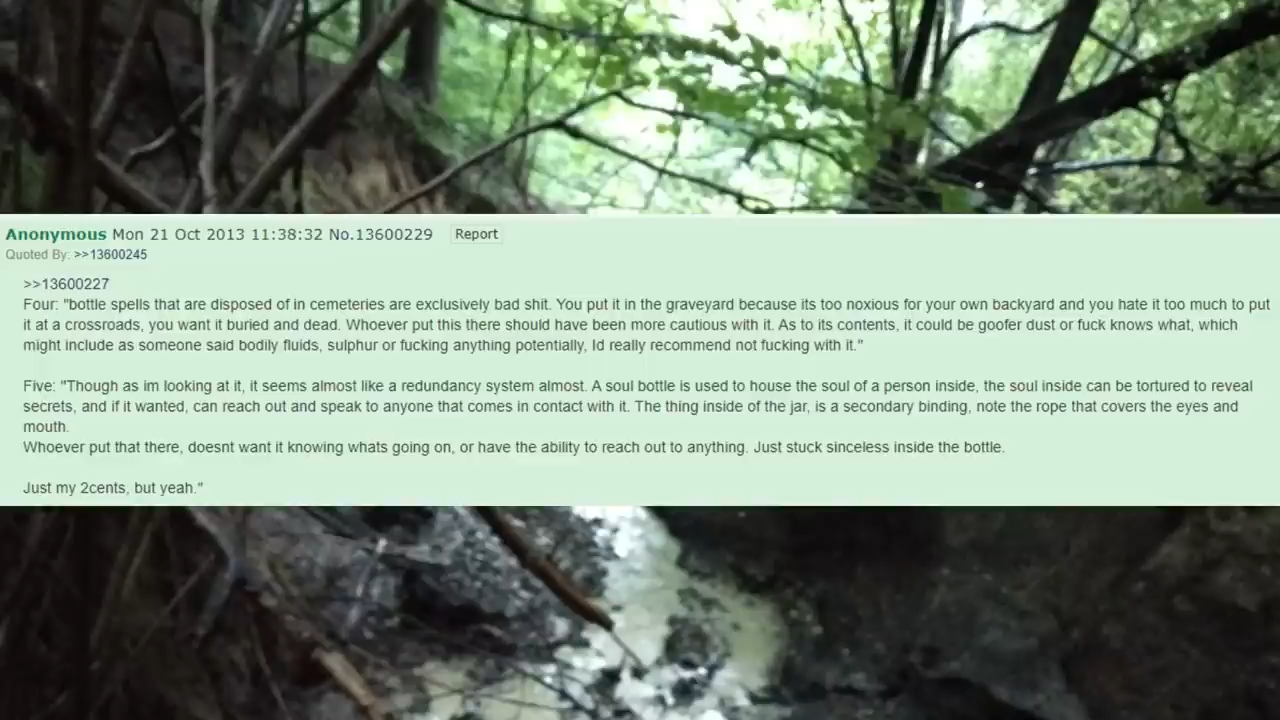 Anonymous Mon 21 Oct 2013 11:38:32 No.13600229 Report
Quoted By: >>13600245
>>13600227
Four: "bottle spells that are disposed of in cemeteries are exclusively bad shit. You put it in the graveyard because its too noxious for your own backyard and you hate it too much to put
it at a crossroads, you want it buried and dead. Whoever put this there should have been more cautious with it. As to its contents, it could be goofer dust or fuck knows what, which
might include as someone said bodily fluids, sulphur or fucking anything potentially, Id really recommend not fucking with it."
Five: "Though as im looking at it, it seems almost like a redundancy system almost. A soul bottle is used to house the soul of a person inside, the soul inside can be tortured to reveal
secrets, and if it wanted, can reach out and speak to anyone that comes in contact with it. The thing inside of the jar, is a secondary binding, note the rope that covers the eyes and
mouth.
Whoever put that there, doesnt want it knowing whats going on, or have the ability to reach out to anything. Just stuck sinceless inside the bottle.
Just my 2cents, but yeah."